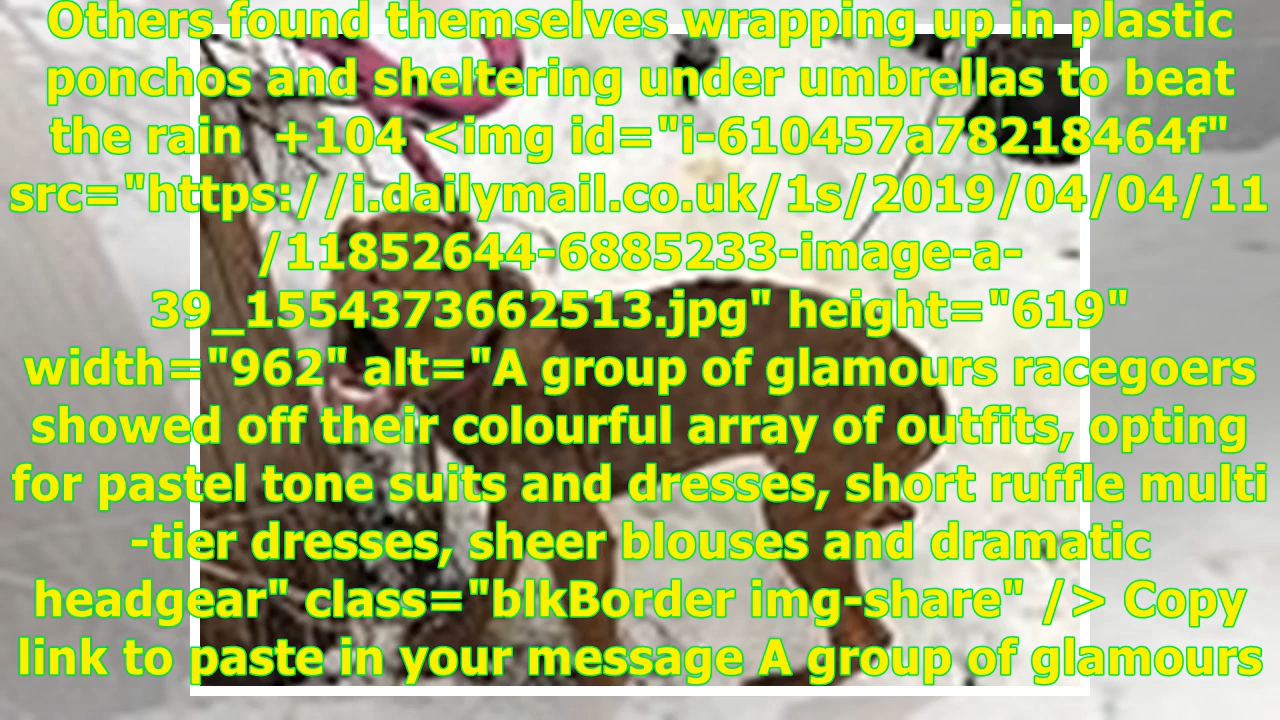 Others found themselves wrapping up in plastic
ponchos and sheltering under umbrellas to beat
the rain  +104 <img id="i-610457a78218464f"
src="https://i.dailymail.co.uk/1s/2019/04/04/11
/11852644-6885233-image-a-
39_1554373662513.jpg" height="619"
width="962" alt="A group of glamours racegoers
showed off their colourful array of outfits, opting
for pastel tone suits and dresses, short ruffle multi
-tier dresses, sheer blouses and dramatic
headgear" class="blkBorder img-share" /> Copy
link to paste in your message A group of glamours